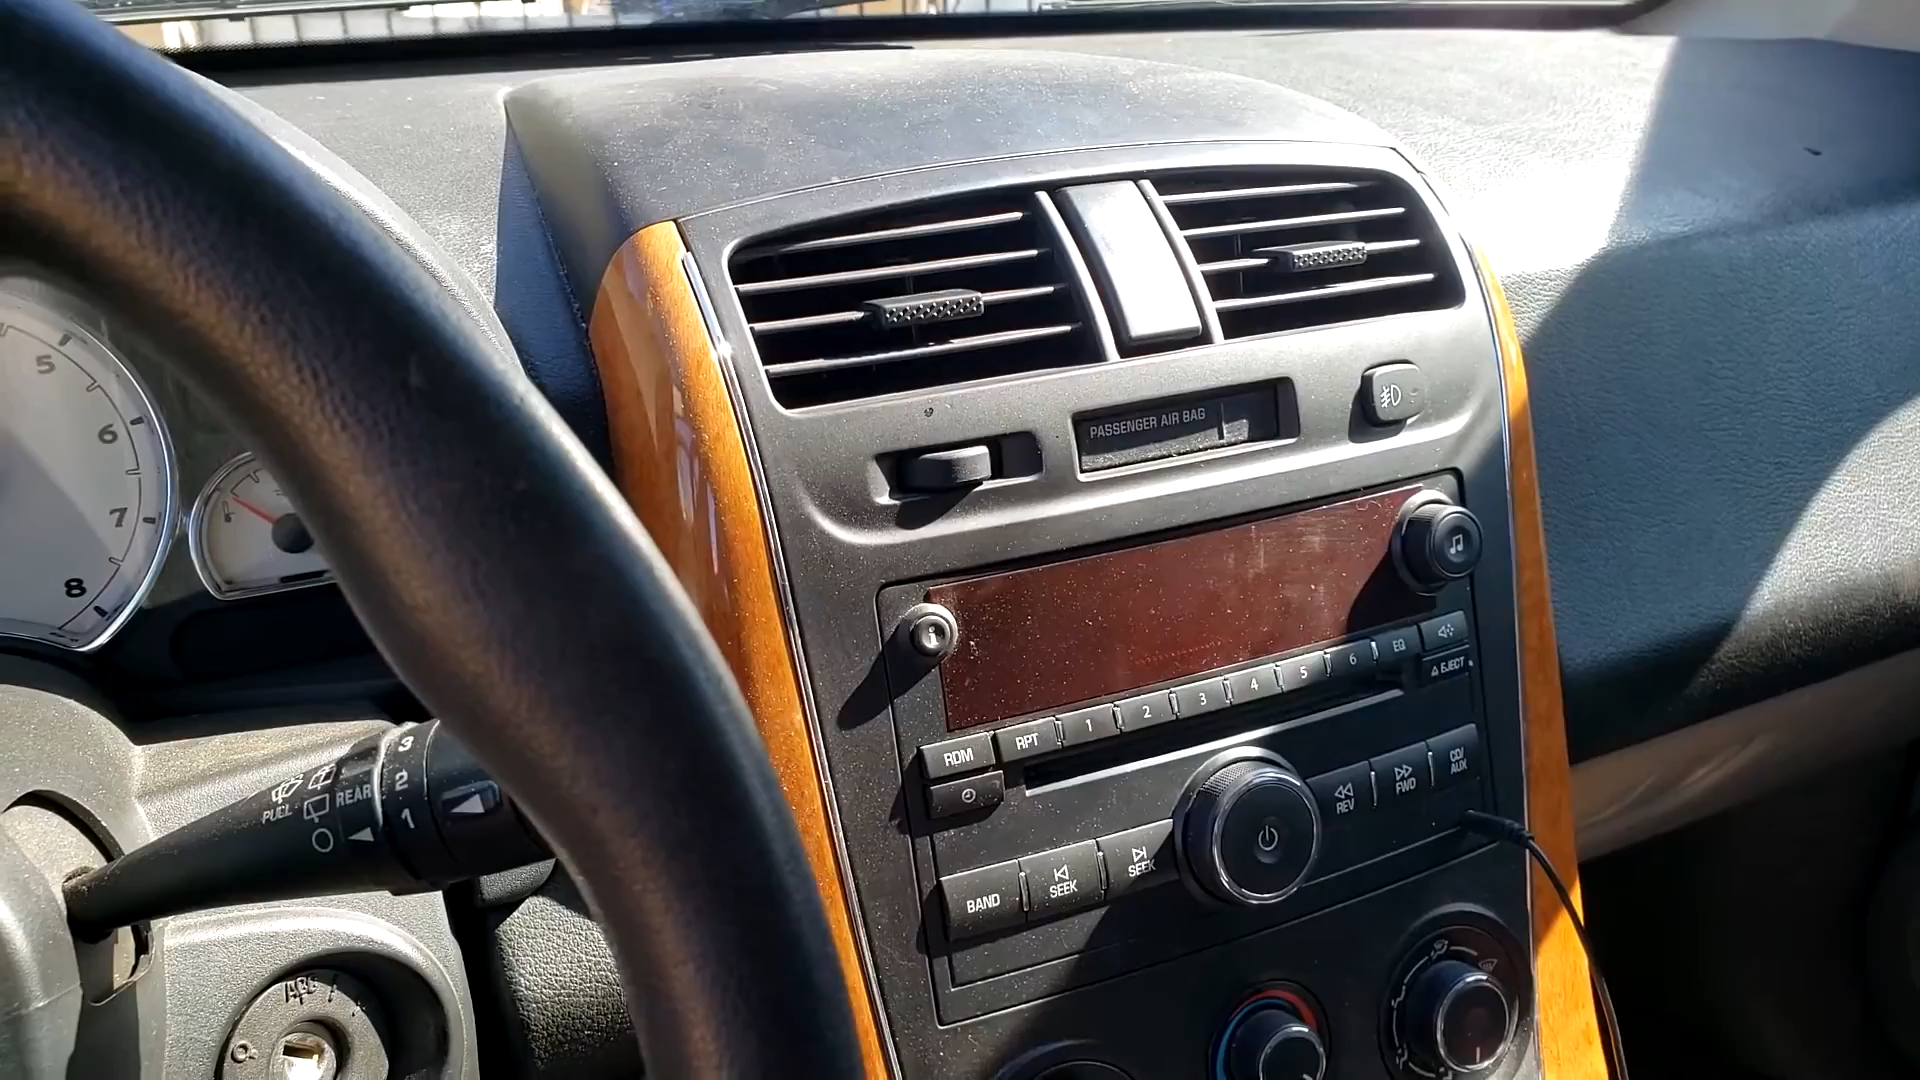 5
6
7
8
PASSENGER AIR BAG
EQ
EJECT
RDM
RPT
1
2
3
4
5
6
REV
FWD
CD/
AUX
BAND
SEEK
SEEK
3
2
1
REAR
PULL